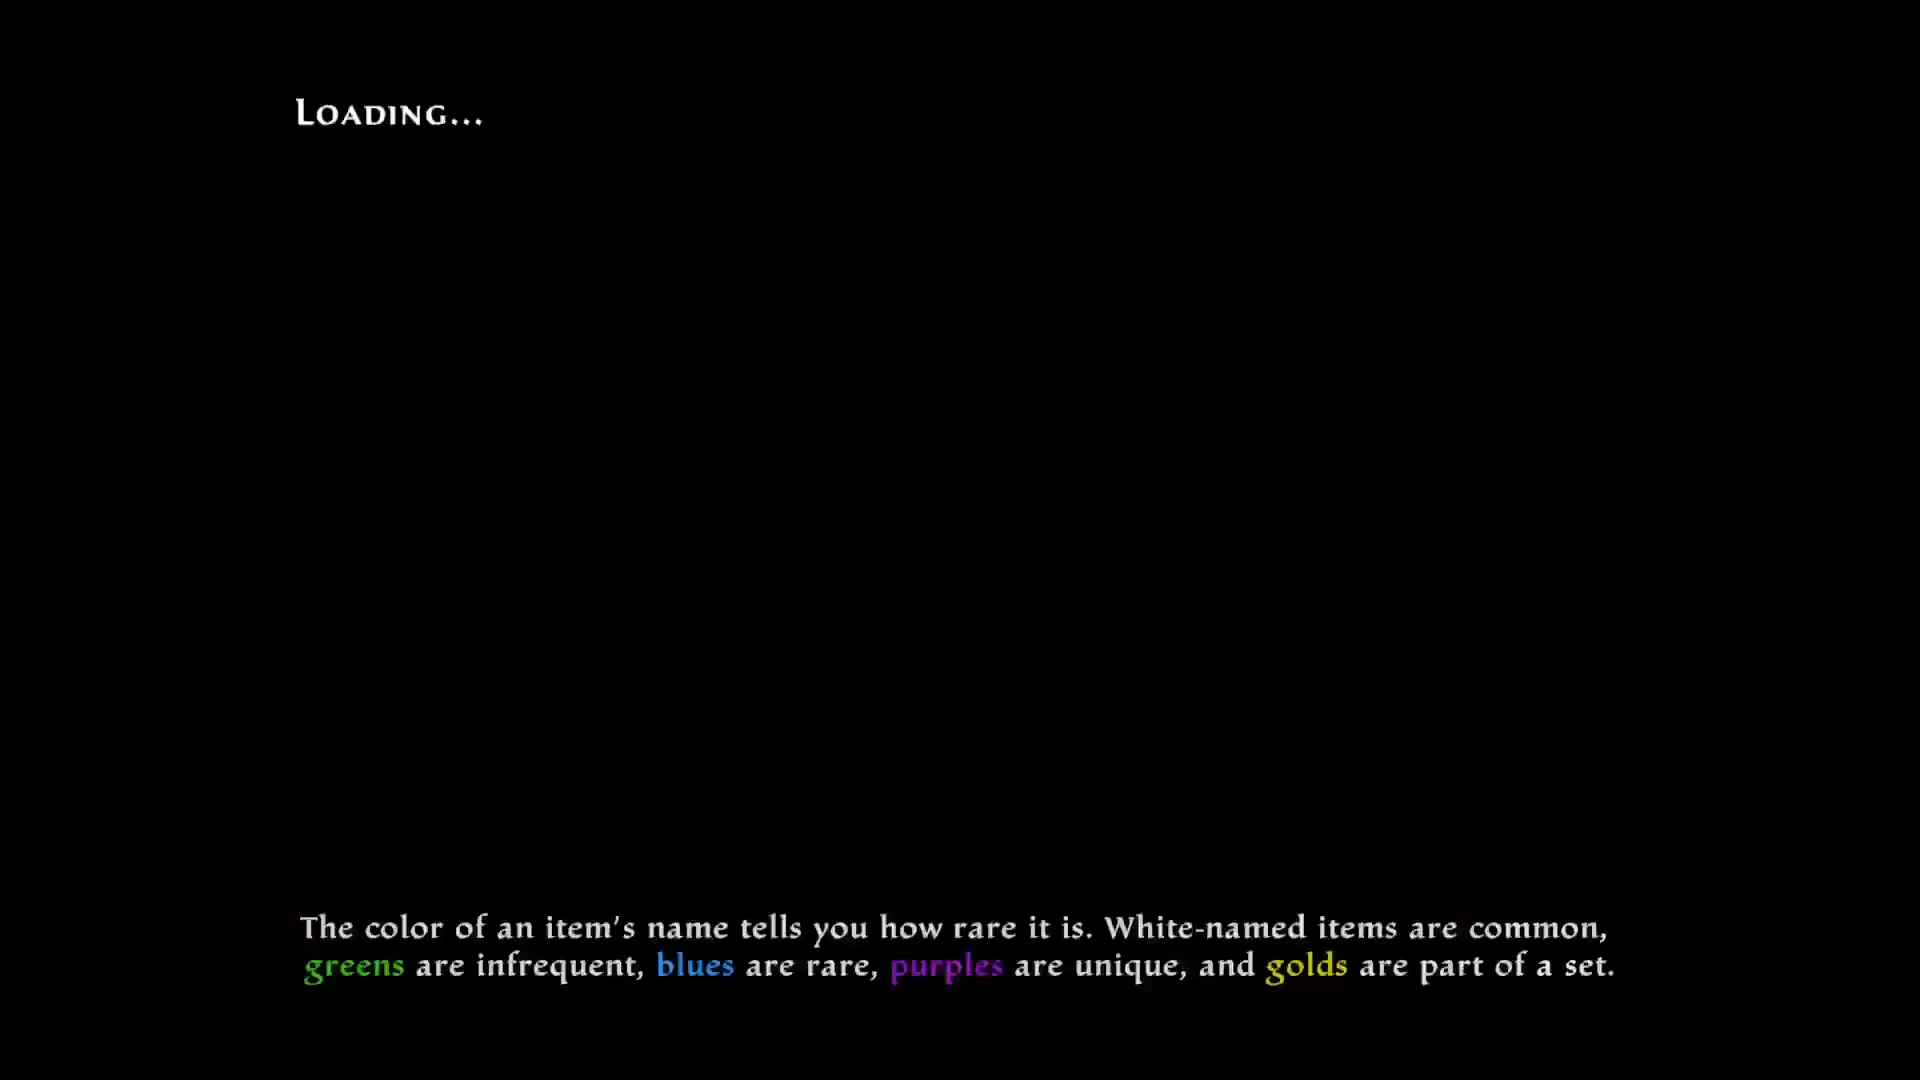 Loading...
The color of an item's name tells you how rare it is. White-named items are common,
greens are infrequent, blues are rare, purples are unique, and golds are part of a set.